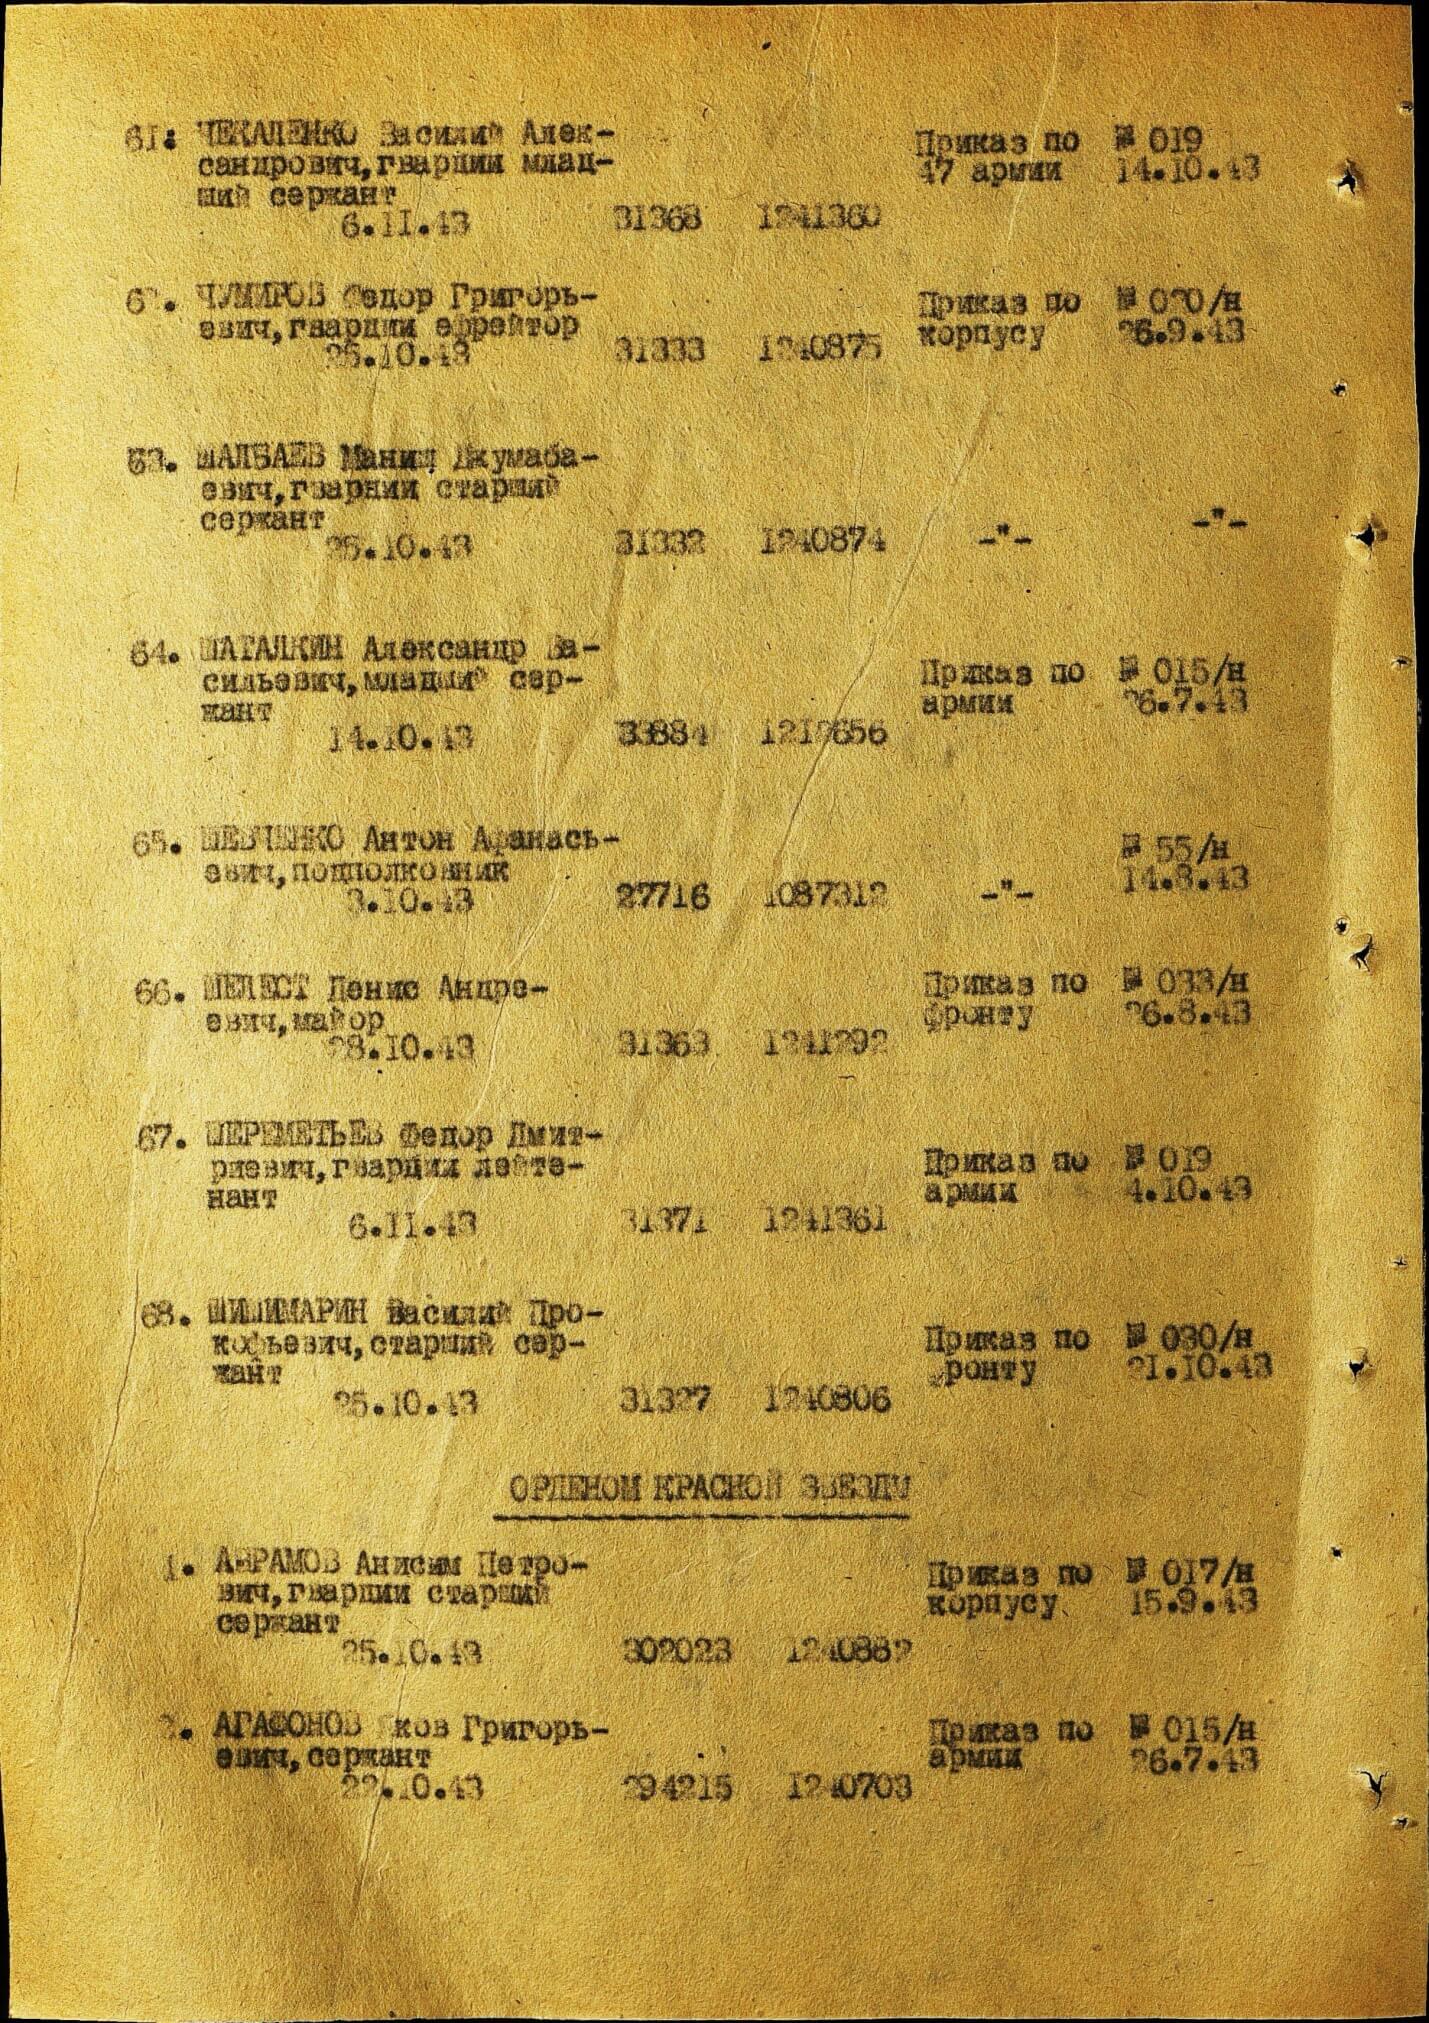 61. ЧЕКАЛЕНКО Василий Алек-
сандрович, гвардии млад-
ший сержант
6.11.43 31368 1241360
Приказ по № 019
47 армии 14.10.43
62. ЧУМИРОВ Федор Григорь-
евич, гвардии ефрейтор
25.10.43 31333 1240875
Приказ по № 020/н
корпусу 26.9.43
63. ШАЛБАЕВ Маниш Джумаба-
евич, гвардии старший
сержант
25.10.43 31332 1240874 -"- -"-
64. ШАТАЛКИН Александр Ва-
сильевич, младший сер-
жант
14.10.43 33884 1212656
Приказ по № 015/н
армии 26.7.43
65. ШЕВЧЕНКО Антон Афанась-
евич, подполковник
3.10.43 27716 1087312 -"-
№ 55/н
14.8.43
66. ШЕЛЕСТ Денис Андре-
евич, майор
28.10.43 31363 1241292
Приказ по № 033/н
фронту 26.8.43
67. ШЕРЕМЕТЬЕВ Федор Дмит-
риевич, гвардии лейте-
нант
6.11.43 31371 1241361
Приказ по № 019
армии 4.10.43
68. ШИШИМАРИН Василий Про-
кофьевич, старший сер-
жант
25.10.43 31327 1240806
Приказ по № 030/н
фронту 21.10.43
ОРДЕНОМ КРАСНОЙ ЗВЕЗДЫ
1. АВРАМОВ Анисим Петро-
вич, гвардии старший
сержант
25.10.43 302023 1240882
Приказ по № 017/н
корпусу 15.9.43
2. АГАФОНОВ Яков Григорь-
евич, сержант
22.10.43 294215 1240703
Приказ по № 015/н
армии 26.7.43